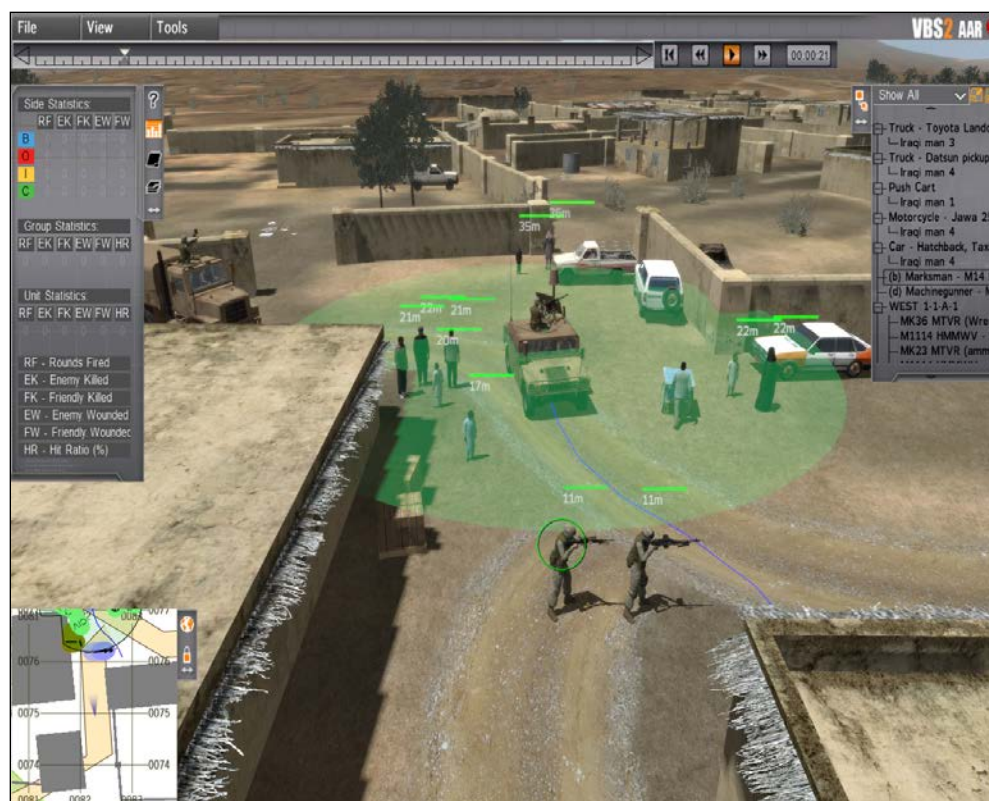 File View Tools VBS2 AAR
00:00:21
Side Statistics:
RF EK FK EW FW
B
O
I
C
Group Statistics:
RF EK FK EW FW HR
Unit Statistics:
RF EK FK EW FW HR
RF - Rounds Fired
EK - Enemy Killed
FK - Friendly Killed
EW - Enemy Wounded
FW - Friendly Wounded
HR - Hit Ratio (%)
?
Show All
Truck - Toyota Landc
Iraqi man 3
Truck - Datsun pickup
Iraqi man 4
Push Cart
Iraqi man 1
Motorcycle - Jawa 25
Iraqi man 4
Car - Hatchback, Tax
Iraqi man 4
(b) Marksman - M14
(d) Machinegunner - M
WEST 1-1-A-1
MK36 MTVR (Wre
M1114 HMMWV -
MK23 MTVR (amm
35m
21m 22m 21m
20m
17m
22m 22m
11m 11m
0076 0076
0075 0075
0074 0074
0081 0082 0083